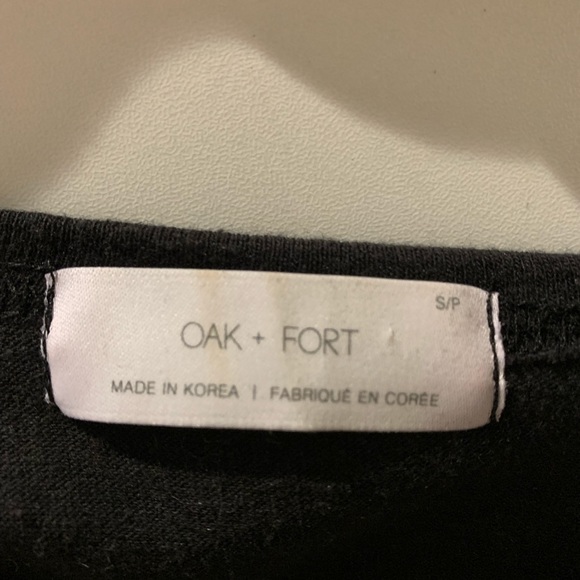 S/P
OAK + FORT
MADE IN KOREA | FABRIQUÉ EN CORÉE